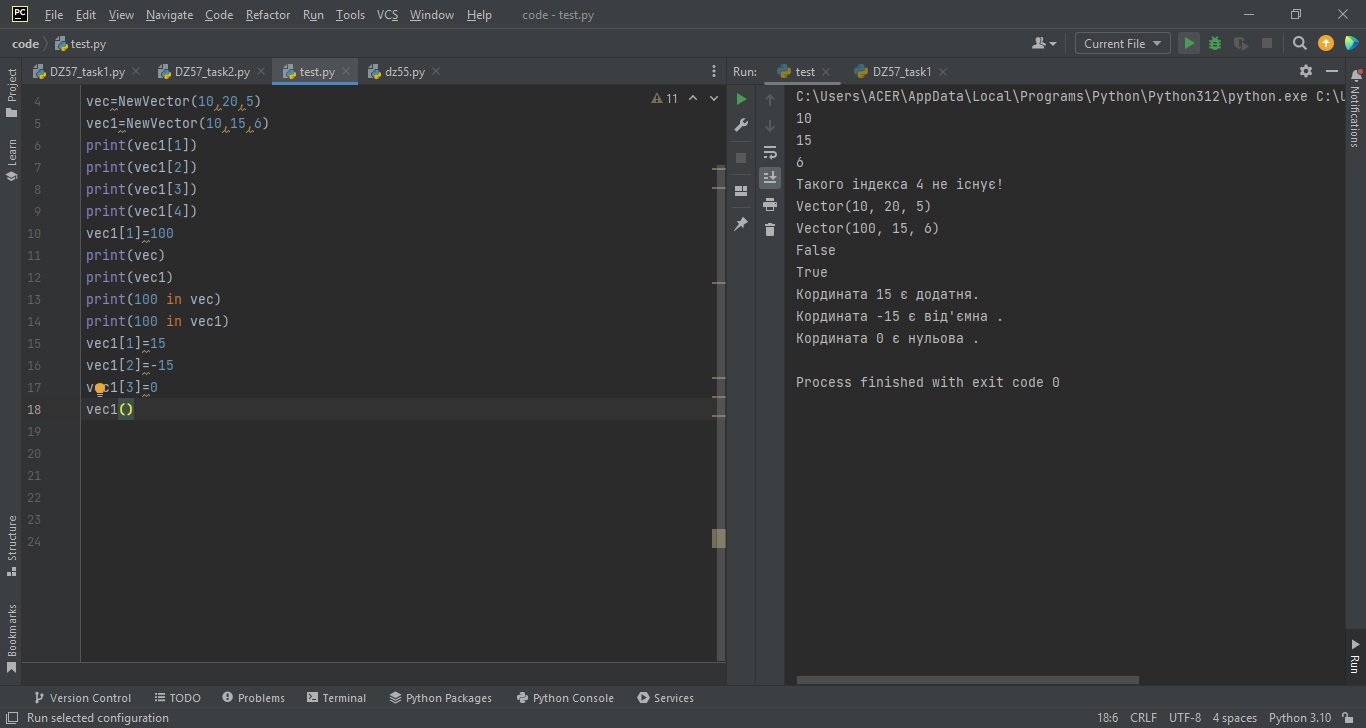 PC File Edit View Navigate Code Refactor Run Tools VCS Window Help code - test.py
code test.py Current File
Project
Learn
Structure
Bookmarks
DZ57_task1.py DZ57_task2.py test.py dz55.py
11
4 vec=NewVector(10,20,5)
5 vec1=NewVector(10,15,6)
6 print(vec1[1])
7 print(vec1[2])
8 print(vec1[3])
9 print(vec1[4])
10 vec1[1]=100
11 print(vec)
12 print(vec1)
13 print(100 in vec)
14 print(100 in vec1)
15 vec1[1]=15
16 vec1[2]=-15
17 vec1[3]=0
18 vec1()
19
20
21
22
23
24
Run: test DZ57_task1
C:\Users\ACER\AppData\Local\Programs\Python\Python312\python.exe C:\U
10
15
6
Такого індекса 4 не існує!
Vector(10, 20, 5)
Vector(100, 15, 6)
False
True
Кордината 15 є додатня.
Кордината -15 є від'ємна .
Кордината 0 є нульова .
Process finished with exit code 0
Notifications
Run
Version Control TODO Problems Terminal Python Packages Python Console Services
Run selected configuration 18:6 CRLF UTF-8 4 spaces Python 3.10